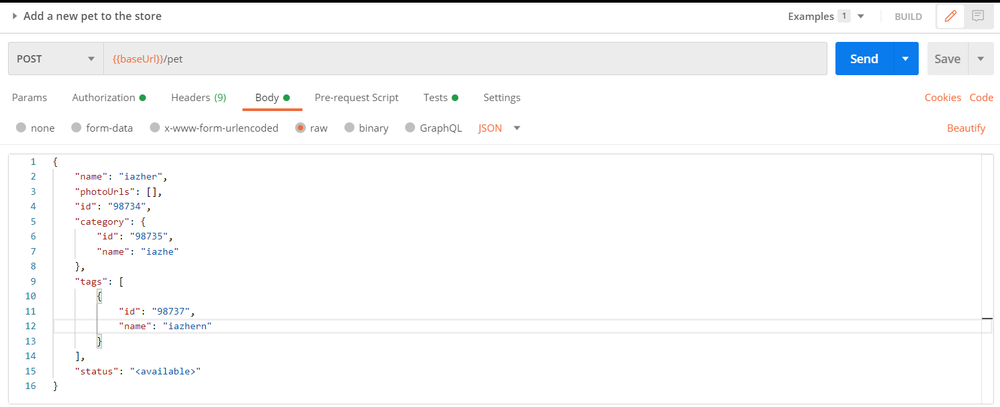 Add a new pet to the store Examples 1 BUILD
POST {{baseUrl}}/pet Send Save
Params Authorization Headers (9) Body Pre-request Script Tests Settings Cookies Code
none form-data x-www-form-urlencoded raw binary GraphQL JSON Beautify
1 {
2 "name": "iazher",
3 "photoUrls": [],
4 "id": "98734",
5 "category": {
6 "id": "98735",
7 "name": "iazhe"
8 },
9 "tags": [
10 {
11 "id": "98737",
12 "name": "iazhern"
13 }
14 ],
15 "status": "<available>"
16 }